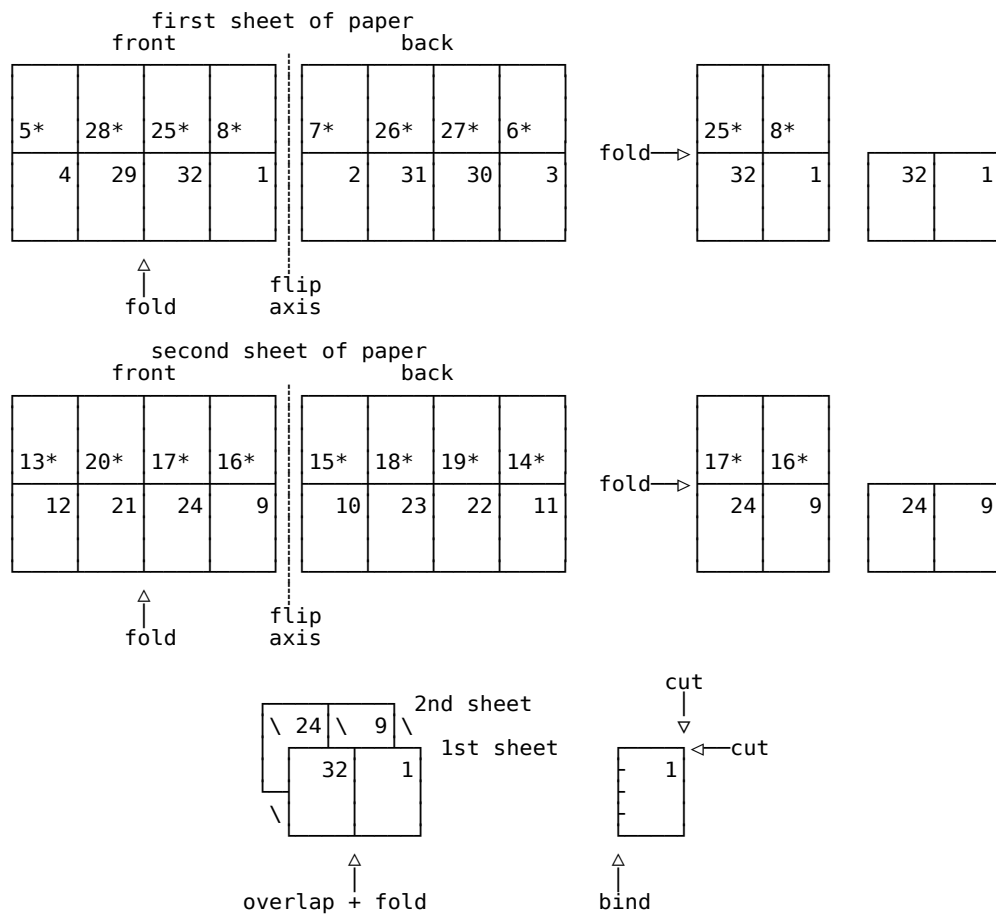 first sheet of paper
front back
5* 28* 25* 8* 7* 26* 27* 6* 25* 8*
fold
4 29 32 1 2 31 30 3 32 1 32 1
flip
fold axis
second sheet of paper
front back
13* 20* 17* 16* 15* 18* 19* 14* 17* 16*
fold
12 21 24 9 10 23 22 11 24 9 24 9
flip
fold axis
cut
2nd sheet
\ 24 \ 9 \
1st sheet cut
32 1 1
\
overlap + fold bind